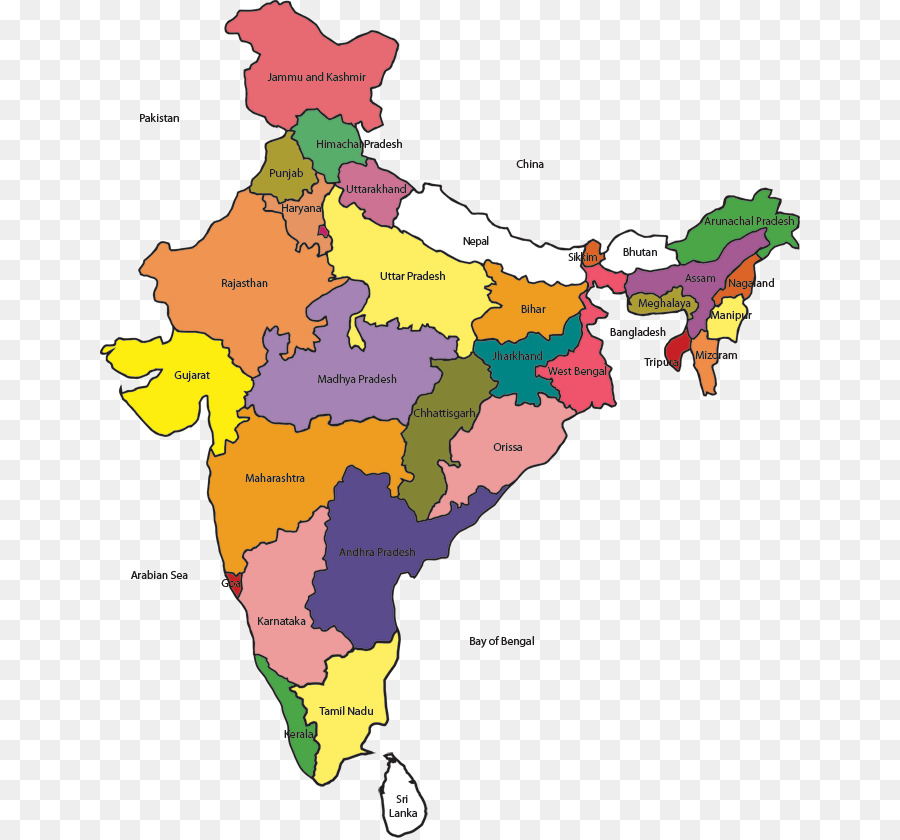 Jammu and Kashmir
Pakistan
Himachal Pradesh
China
Punjab
Uttarakhand
Haryana
Arunachal Pradesh
Nepal
Bhutan
Sikkim
Uttar Pradesh
Assam
Rajasthan
Nagaland
Meghalaya
Bihar
Manipur
Bangladesh
Jharkhand
Mizoram
Tripura
West Bengal
Gujarat
Madhya Pradesh
Chhattisgarh
Orissa
Maharashtra
Andhra Pradesh
Arabian Sea
Goa
Karnataka
Bay of Bengal
Tamil Nadu
Kerala
Sri
Lanka